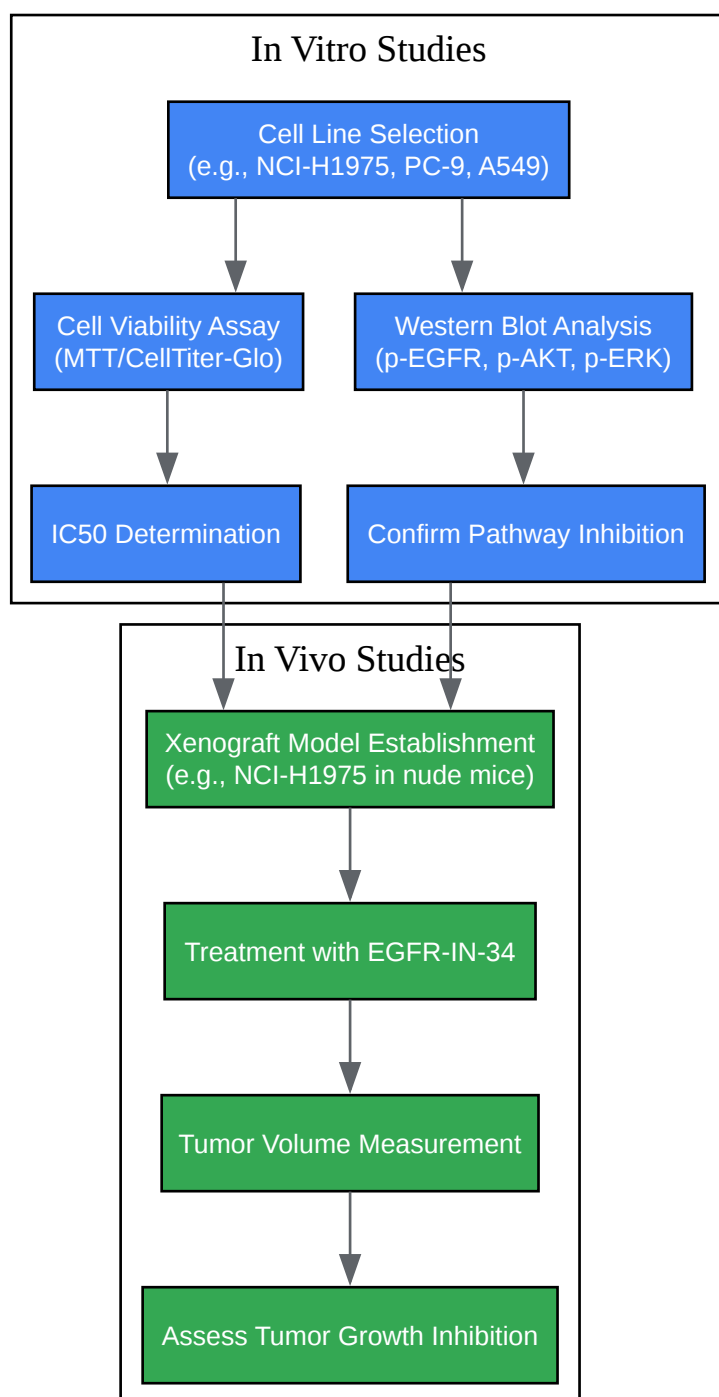 In Vitro Studies
Cell Line Selection
(e.g., NCI-H1975, PC-9, A549)
Cell Viability Assay
(MTT/CellTiter-Glo)
Western Blot Analysis
(p-EGFR, p-AKT, p-ERK)
IC50 Determination
Confirm Pathway Inhibition
In Vivo Studies
Xenograft Model Establishment
(e.g., NCI-H1975 in nude mice)
Treatment with EGFR-IN-34
Tumor Volume Measurement
Assess Tumor Growth Inhibition